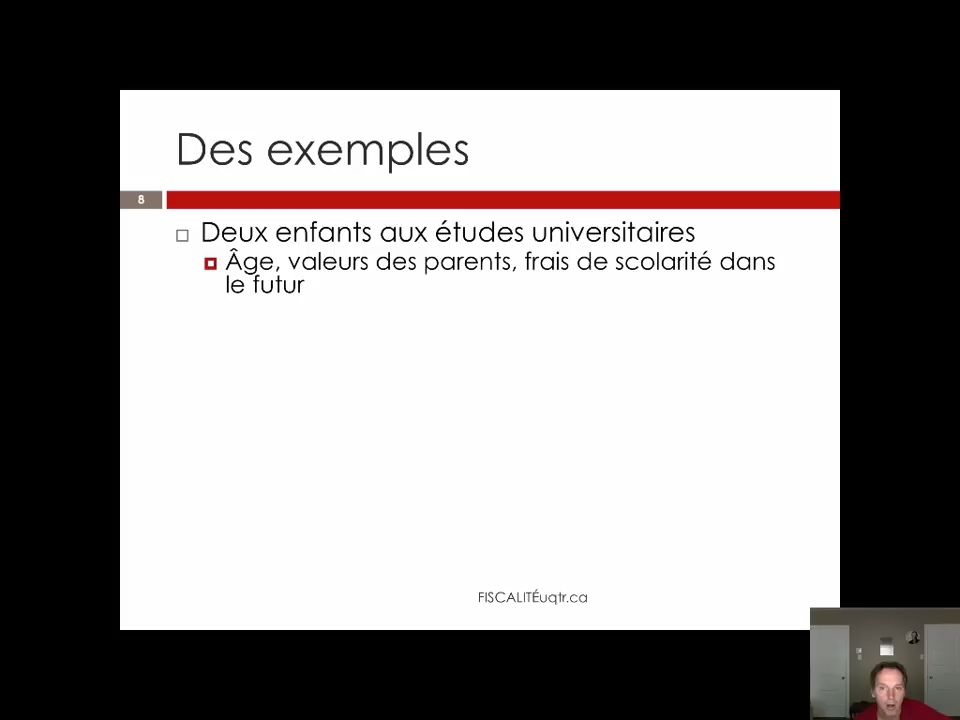 Des exemples
8
Deux enfants aux études universitaires
Âge, valeurs des parents, frais de scolarité dans
le futur
FISCALITÉuqtr.ca